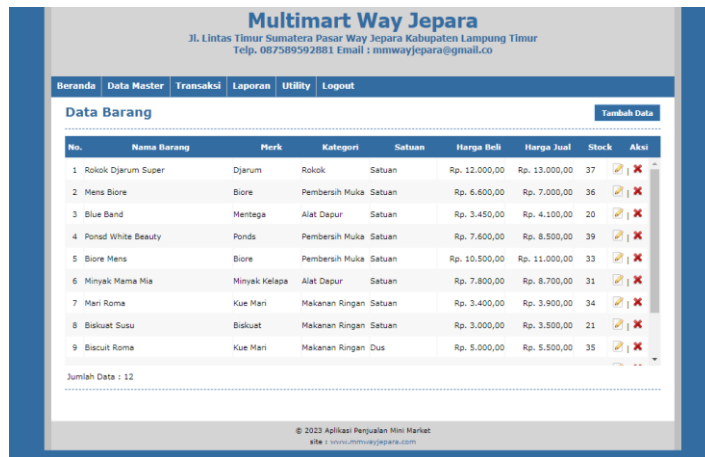 Multimart Way Jepara
Jl. Lintas Timur Sumatera Pasar Way Jepara Kabupaten Lampung Timur
Telp. 087589592881 Email : mmwayjepara@gmail.co
Beranda Data Master Transaksi Laporan Utility Logout
Data Barang Tambah Data
No. Nama Barang Merk Kategori Satuan Harga Beli Harga Jual Stock Aksi
1 Rokok Djarum Super Djarum Rokok Satuan Rp. 12.000,00 Rp. 13.000,00 37 |
2 Mens Biore Biore Pembersih Muka Satuan Rp. 6.600,00 Rp. 7.000,00 36 |
3 Blue Band Mentega Alat Dapur Satuan Rp. 3.450,00 Rp. 4.100,00 20 |
4 Ponsd White Beauty Ponds Pembersih Muka Satuan Rp. 7.600,00 Rp. 8.500,00 39 |
5 Biore Mens Biore Pembersih Muka Satuan Rp. 10.500,00 Rp. 11.000,00 33 |
6 Minyak Mama Mia Minyak Kelapa Alat Dapur Satuan Rp. 7.800,00 Rp. 8.700,00 31 |
7 Mari Roma Kue Mari Makanan Ringan Satuan Rp. 3.400,00 Rp. 3.900,00 34 |
8 Biskuat Susu Biskuat Makanan Ringan Satuan Rp. 3.000,00 Rp. 3.500,00 21 |
9 Biscuit Roma Kue Mari Makanan Ringan Dus Rp. 5.000,00 Rp. 5.500,00 35 |
Jumlah Data : 12
© 2023 Aplikasi Penjualan Mini Market
site : www.mmwayjepara.com